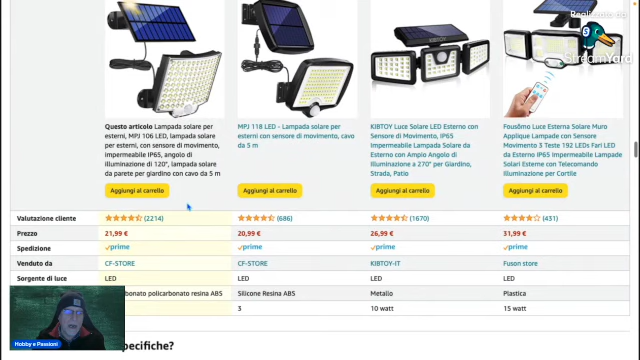 Realizzato da
StreamYard
Questo articolo Lampada solare per
esterni, MPJ 106 LED, lampada solare
per esterni, con sensore di movimento,
impermeabile IP65, angolo di
illuminazione di 120°, lampada solare
da parete per giardino con cavo da 5 m
Aggiungi al carrello
MPJ 118 LED - Lampada solare per
esterni con sensore di movimento, cavo
da 5 m
Aggiungi al carrello
KIBTOY Luce Solare LED Esterno con
Sensore di Movimento, IP65
Impermeabile Lampada Solare Da
Esterno con Ampio Angolo di
Illuminazione a 270° per Giardino,
Strada, Patio
Aggiungi al carrello
Fousõmo Luce Esterna Solare Muro
Applique Lampade con Sensore
Movimento 3 Teste 192 LEDs Fari LED
da Esterno IP65 Impermeabile Lampade
Solari Esterne con Telecomando
Illuminazione per Cortile
Aggiungi al carrello
Valutazione cliente (2214) (686) (1670) (431)
Prezzo 21,99 € 20,99 € 26,99 € 31,99 €
Spedizione prime prime prime prime
Venduto da CF-STORE CF-STORE KIBTOY-IT Fuson store
Sorgente di luce LED LED LED LED
policarbonato resina ABS Silicone Resina ABS Metallo Plastica
3 10 watt 15 watt
Hobby e Passioni
specifiche?